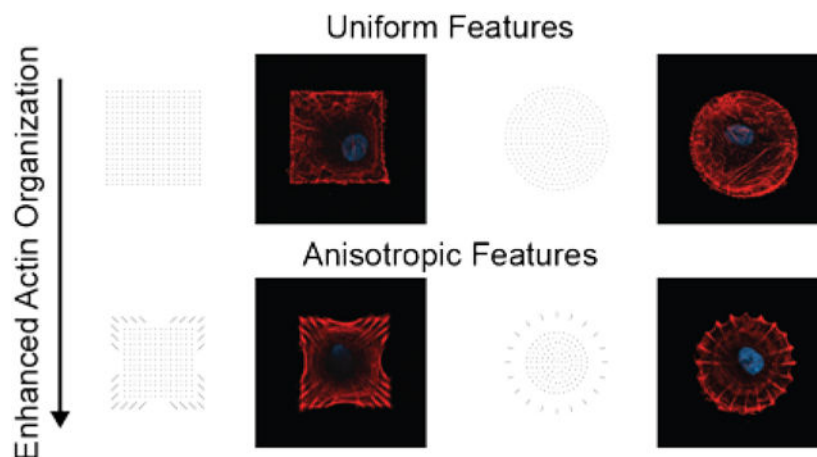 Uniform Features
Enhanced Actin Organization
Anisotropic Features